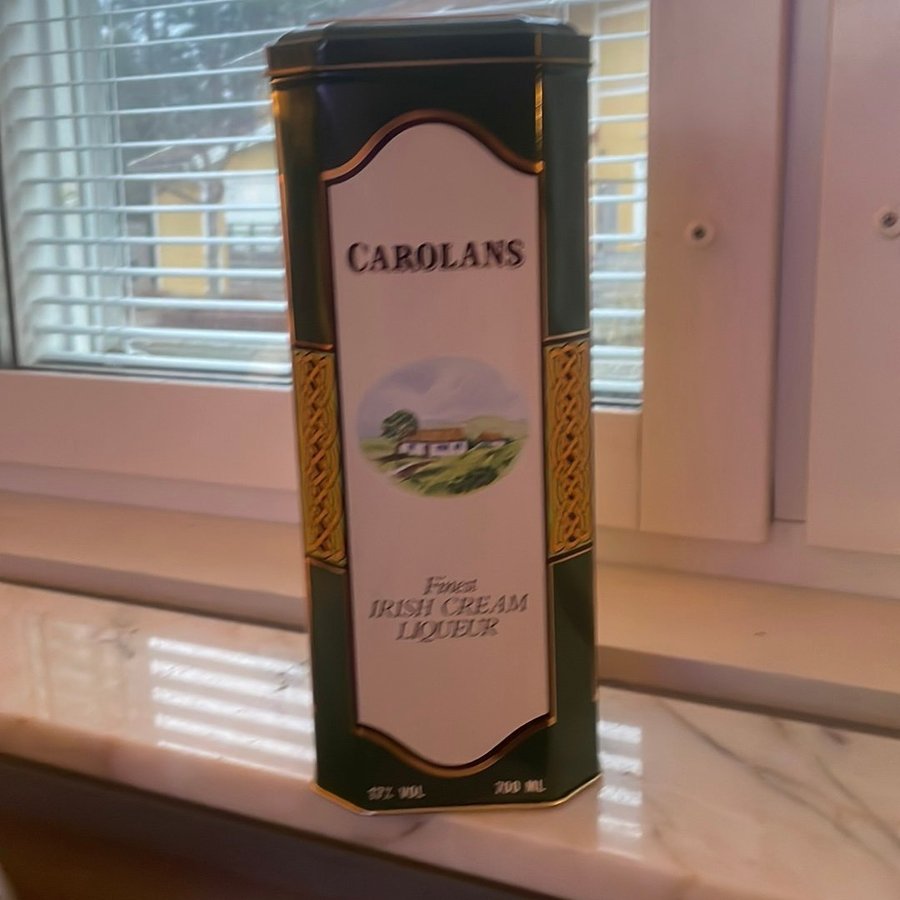 CAROLANS
Finest
IRISH CREAM
LIQUEUR
17% VOL 700 ML